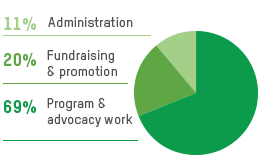 11% Administration
20% Fundraising
& promotion
69% Program &
advocacy work